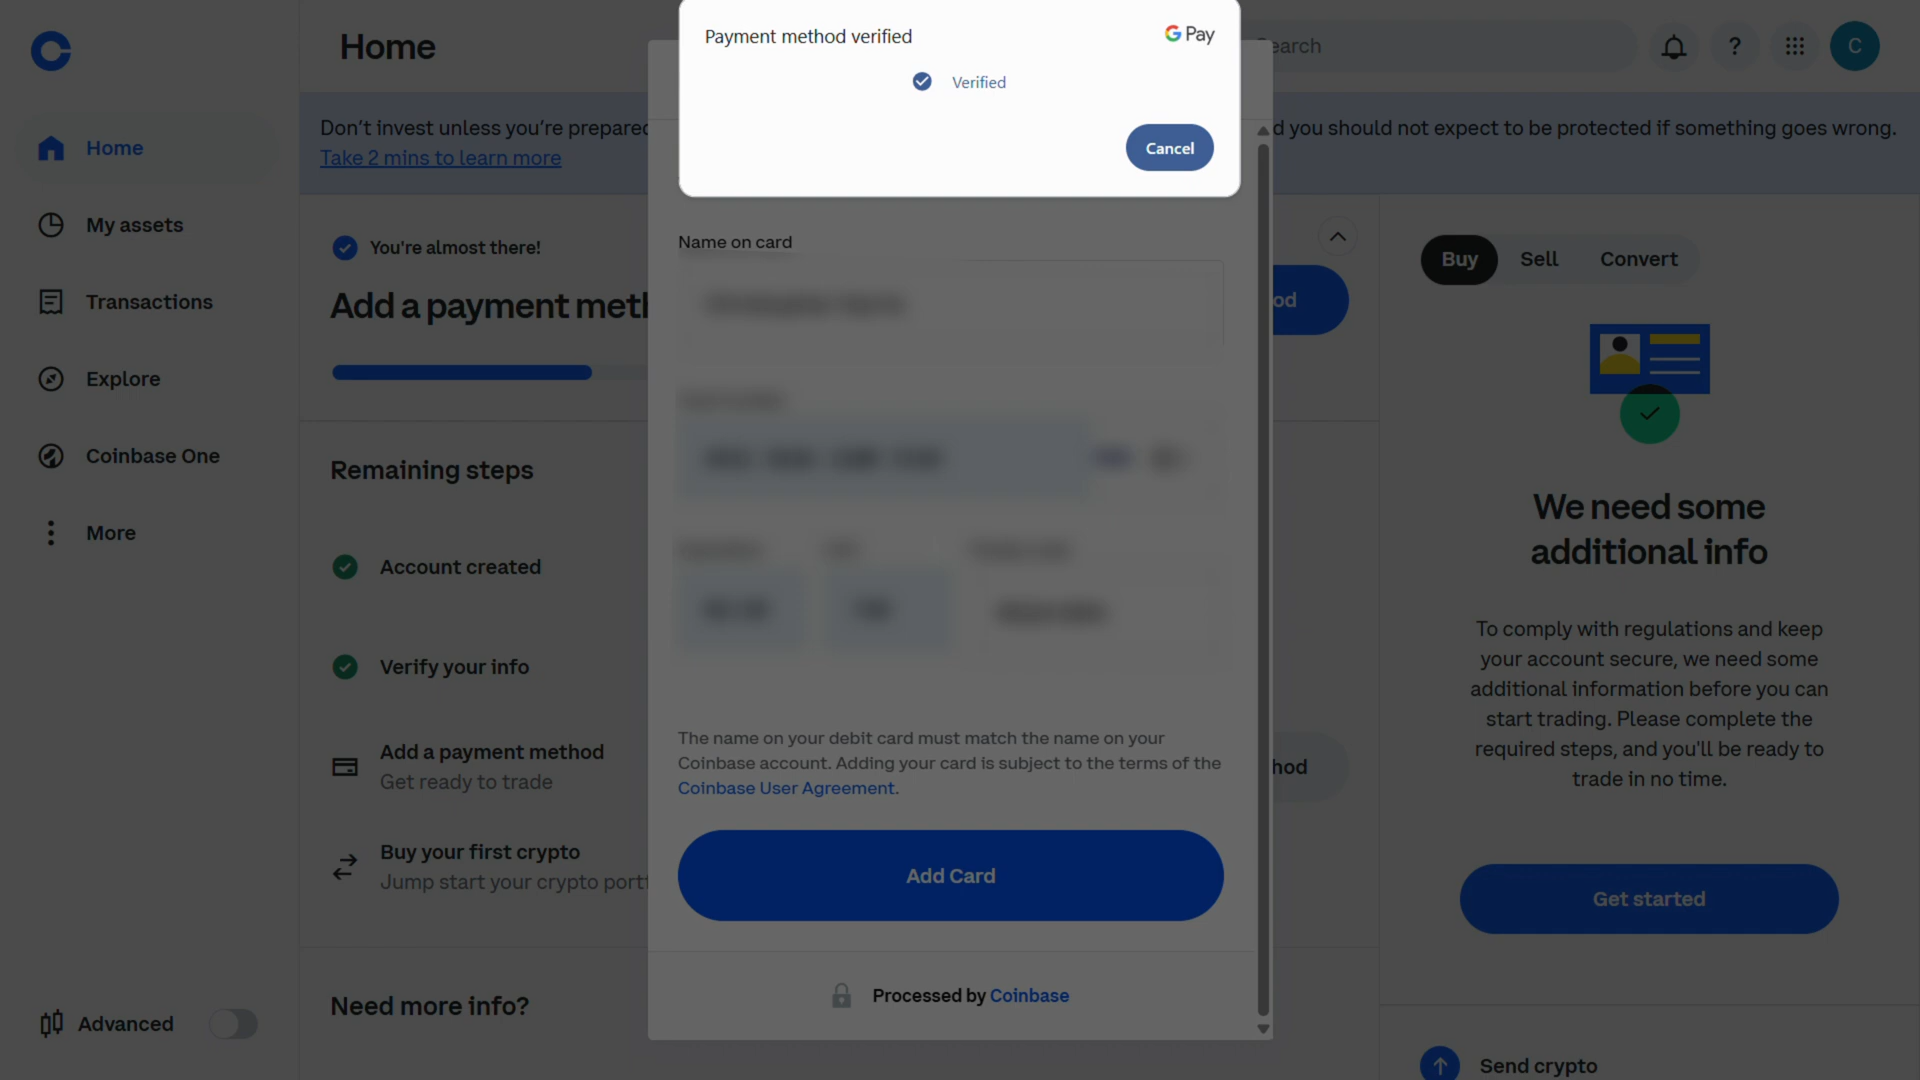 Home
earch
?
C
Payment method verified
G Pay
Verified
Cancel
Don't invest unless you're prepared
d you should not expect to be protected if something goes wrong.
Take 2 mins to learn more
Home
My assets
Transactions
Explore
Coinbase One
More
Advanced
You're almost there!
Add a payment meth
od
Remaining steps
Account created
Verify your info
Add a payment method
Get ready to trade
hod
Buy your first crypto
Jump start your crypto portf
Need more info?
Name on card
The name on your debit card must match the name on your
Coinbase account. Adding your card is subject to the terms of the
Coinbase User Agreement.
Add Card
Processed by Coinbase
Buy
Sell
Convert
We need some
additional info
To comply with regulations and keep
your account secure, we need some
additional information before you can
start trading. Please complete the
required steps, and you'll be ready to
trade in no time.
Get started
Send crypto